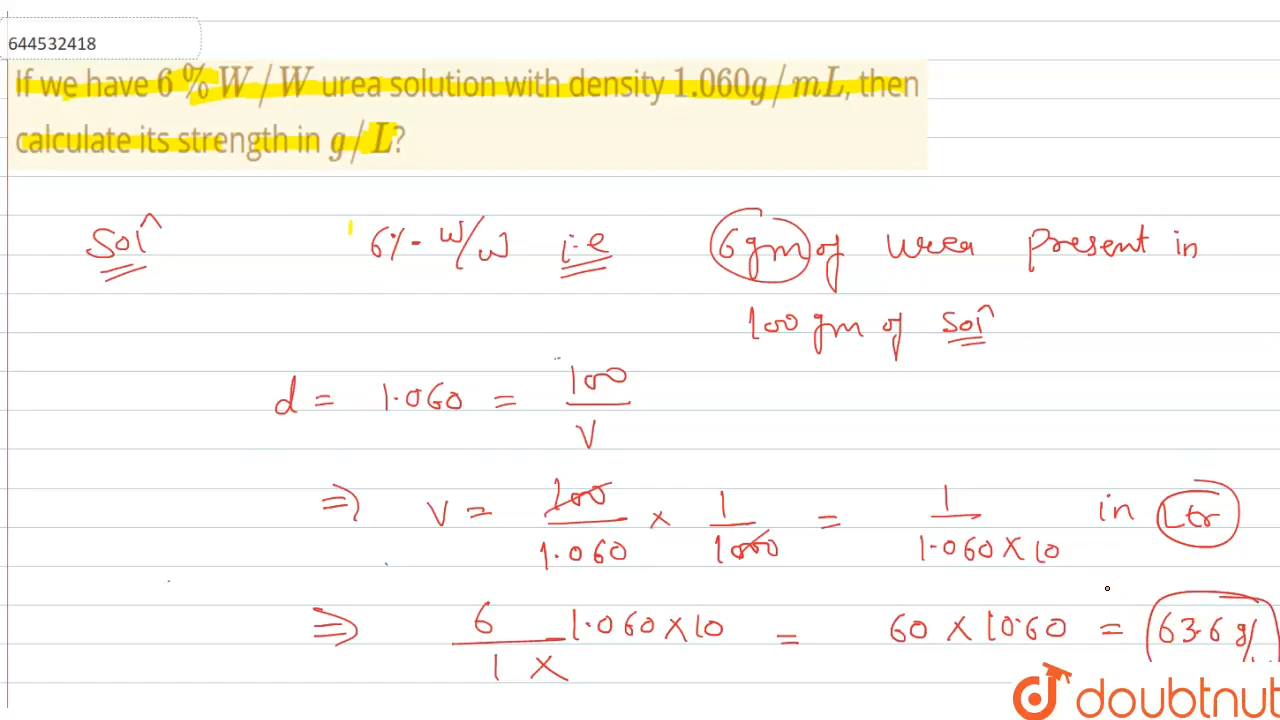 644532418
If we have 6 % W / W urea solution with density 1.060g / mL, then
calculate its strength in g / L?
Sol^ 6% - w/w i.e 6gm of urea present in
100 gm of sol^
d = 1.060 = 100 / V
=> V = 100 / 1.060 × 1 / 1000 = 1 / 1.060 × 10 in Ltr
=> 6 / 1 × 1.060 × 10 = 60 × 10.60 = 63.6 g/
doubtnut